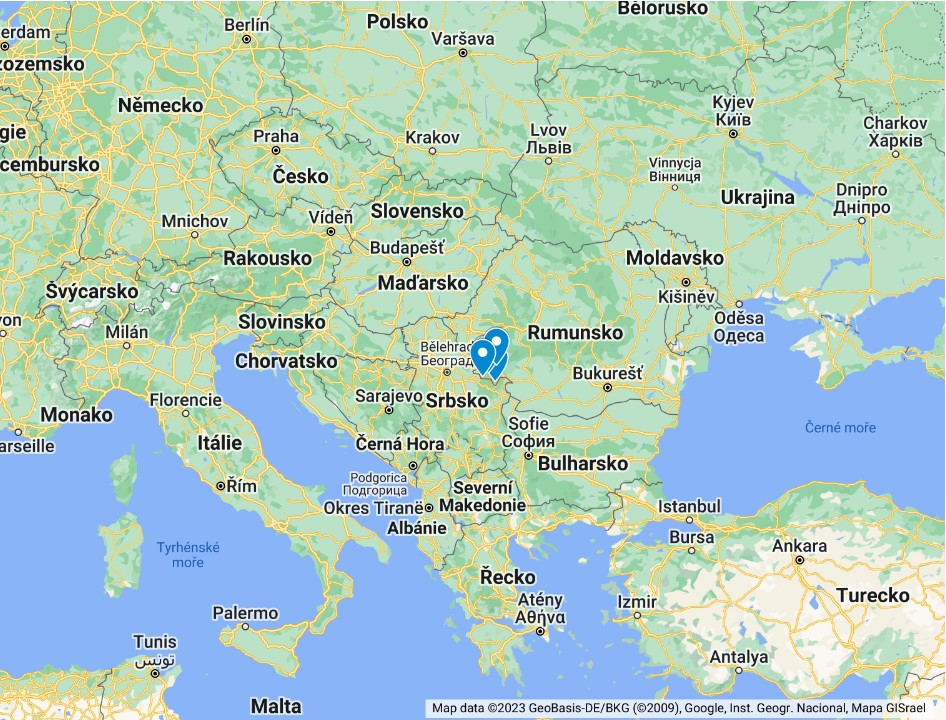 Bělorusko
Polsko
Berlín
erdam
Varšava
zozemsko
Německo
Kyjev
Київ
Charkov
Харків
gie
Praha
Krakov
Lvov
Львів
cembursko
Česko
Vinnycja
Вінниця
Ukrajina
Dnipro
Дніпро
Mnichov
Vídeň
Slovensko
Budapešť
Rakousko
Maďarsko
Moldavsko
Švýcarsko
Kišiněv
Oděsa
Одеса
on
Milán
Slovinsko
Rumunsko
Bělehrad
Београд
Chorvatsko
Bukurešť
Sarajevo
Srbsko
Florencie
Monako
arseille
Itálie
Černá Hora
Sofie
София
Černé moře
Bulharsko
Podgorica
Подгорица
Řím
Severní
Makedonie
Okres Tiranë
Albánie
Istanbul
Bursa
Tyrhénské
moře
Ankara
Řecko
Turecko
Atény
Αθήνα
Izmir
Palermo
Tunis
تونس
Antalya
Malta
Map data ©2023 GeoBasis-DE/BKG (©2009), Google, Inst. Geogr. Nacional, Mapa GISrael